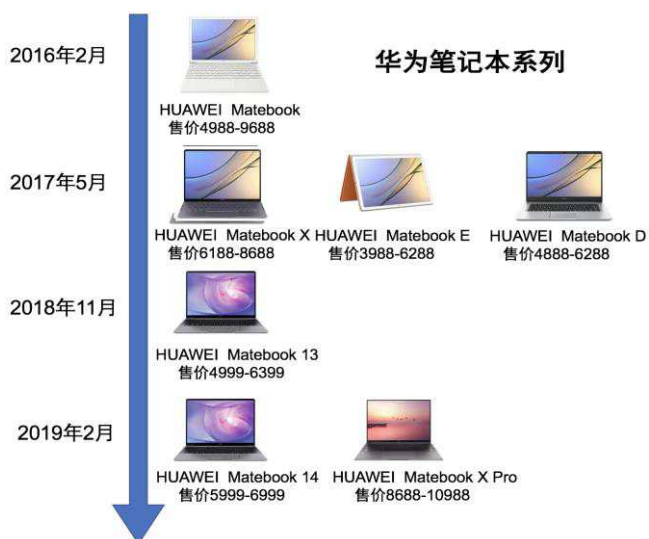 华为笔记本系列
2016年2月
HUAWEI Matebook
售价4988-9688
2017年5月
HUAWEI Matebook X
售价6188-8688
HUAWEI Matebook E
售价3988-6288
HUAWEI Matebook D
售价4888-6288
2018年11月
HUAWEI Matebook 13
售价4999-6399
2019年2月
HUAWEI Matebook 14
售价5999-6999
HUAWEI Matebook X Pro
售价8688-10988